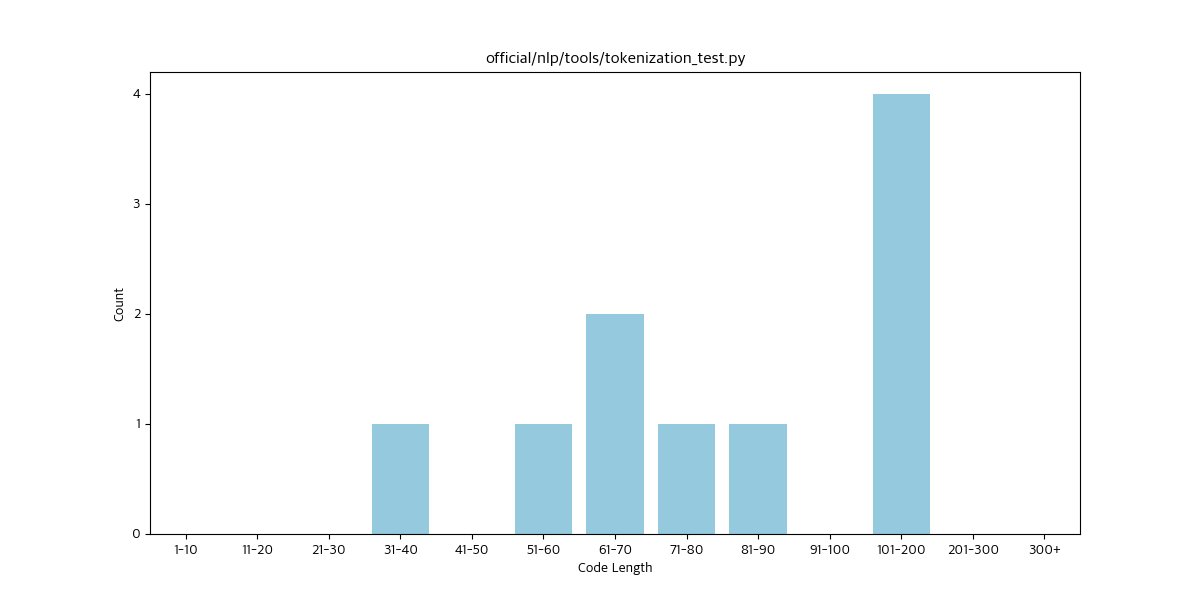 official/nlp/tools/tokenization_test.py
Count
4
3
2
1
0
1-10 11-20 21-30 31-40 41-50 51-60 61-70 71-80 81-90 91-100 101-200 201-300 300+
Code Length